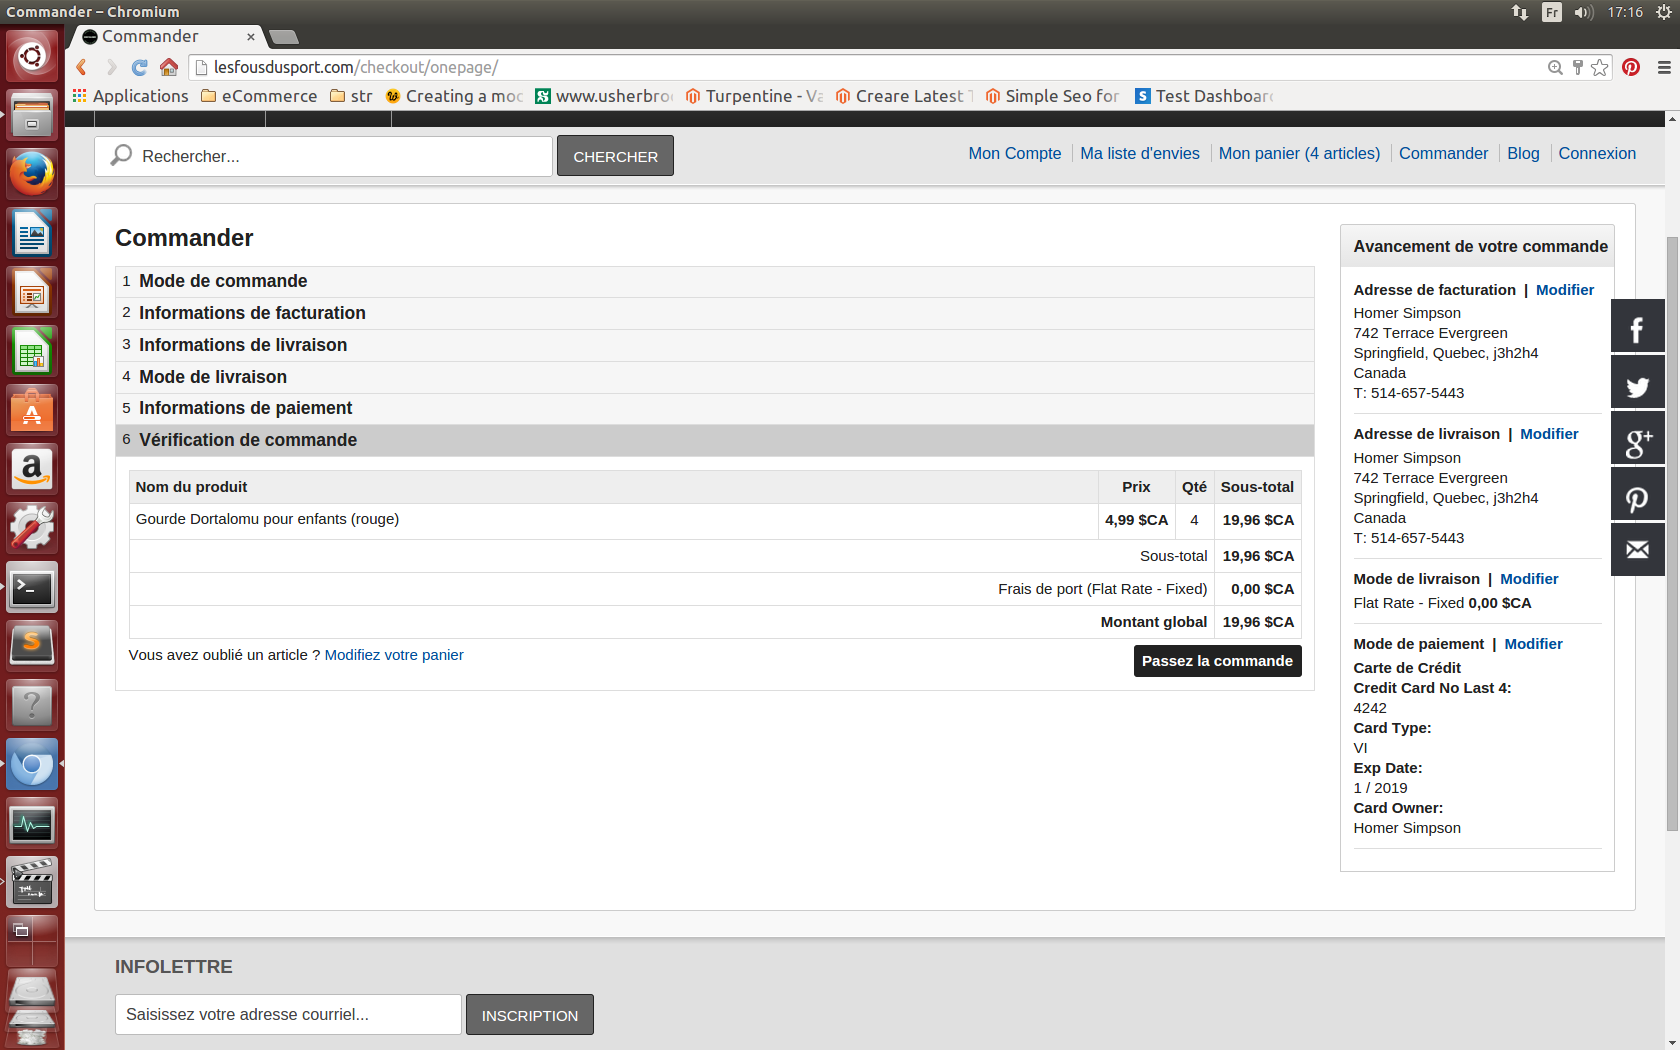 Commander – Chromium
Fr
17:16
Commander
lesfousdusport.com/checkout/onepage/
Applications
eCommerce
str
Creating a moc
www.usherbro
Turpentine - Va
Creare Latest
Simple Seo for
Test Dashboar
Rechercher...
CHERCHER
Mon Compte
Ma liste d'envies
Mon panier (4 articles)
Commander
Blog
Connexion
Commander
1 Mode de commande
2 Informations de facturation
3 Informations de livraison
4 Mode de livraison
5 Informations de paiement
6 Vérification de commande
Nom du produit Prix Qté Sous-total
Gourde Dortalomu pour enfants (rouge) 4,99 $CA 4 19,96 $CA
Sous-total 19,96 $CA
Frais de port (Flat Rate - Fixed) 0,00 $CA
Montant global 19,96 $CA
Vous avez oublié un article ? Modifiez votre panier
Passez la commande
Avancement de votre commande
Adresse de facturation | Modifier
Homer Simpson
742 Terrace Evergreen
Springfield, Quebec, j3h2h4
Canada
T: 514-657-5443
Adresse de livraison | Modifier
Homer Simpson
742 Terrace Evergreen
Springfield, Quebec, j3h2h4
Canada
T: 514-657-5443
Mode de livraison | Modifier
Flat Rate - Fixed 0,00 $CA
Mode de paiement | Modifier
Carte de Crédit
Credit Card No Last 4:
4242
Card Type:
VI
Exp Date:
1 / 2019
Card Owner:
Homer Simpson
INFOLETTRE
Saisissez votre adresse courriel...
INSCRIPTION